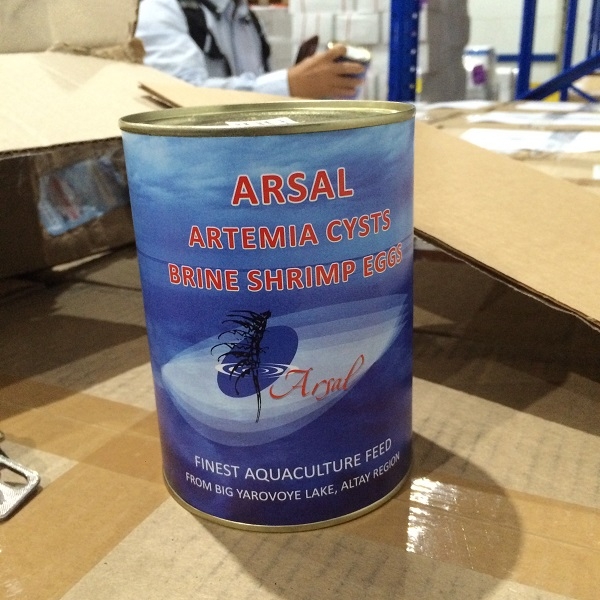 ARSAL
ARTEMIA CYSTS
BRINE SHRIMP EGGS
Arsal
FINEST AQUACULTURE FEED
FROM BIG YAROVOYE LAKE, ALTAY REGION